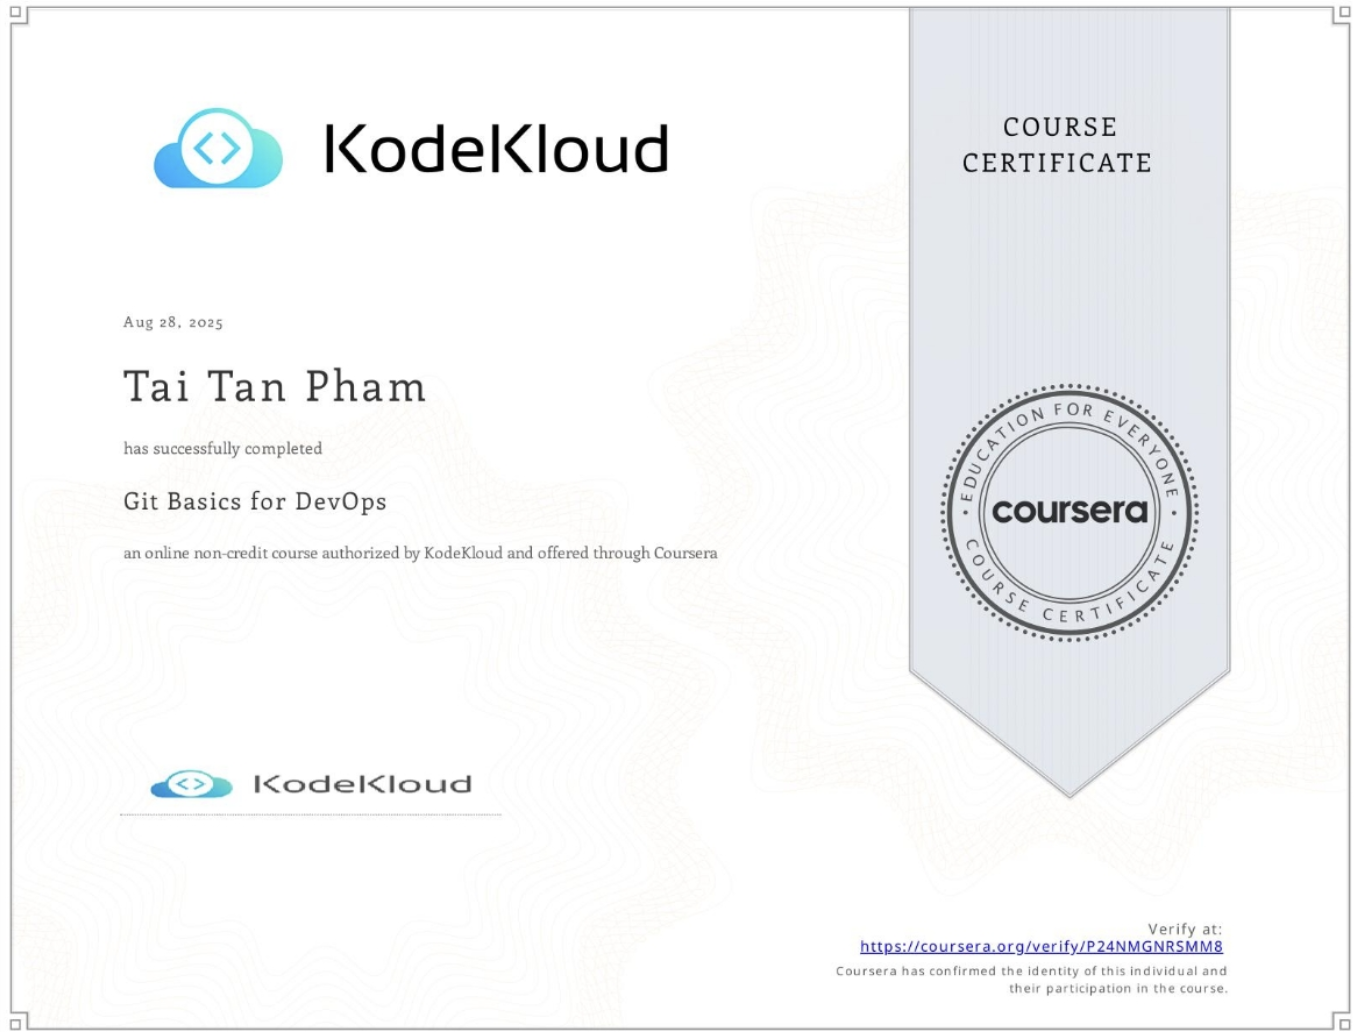 KodeKloud
COURSE
CERTIFICATE
Aug 28, 2025
Tai Tan Pham
has successfully completed
Git Basics for DevOps
an online non-credit course authorized by KodeKloud and offered through Coursera
EDUCATION FOR EVERYONE
coursera
COURSE CERTIFICATE
KodeKloud
Verify at:
https://coursera.org/verify/P24NMGNRSMM8
Coursera has confirmed the identity of this individual and
their participation in the course.